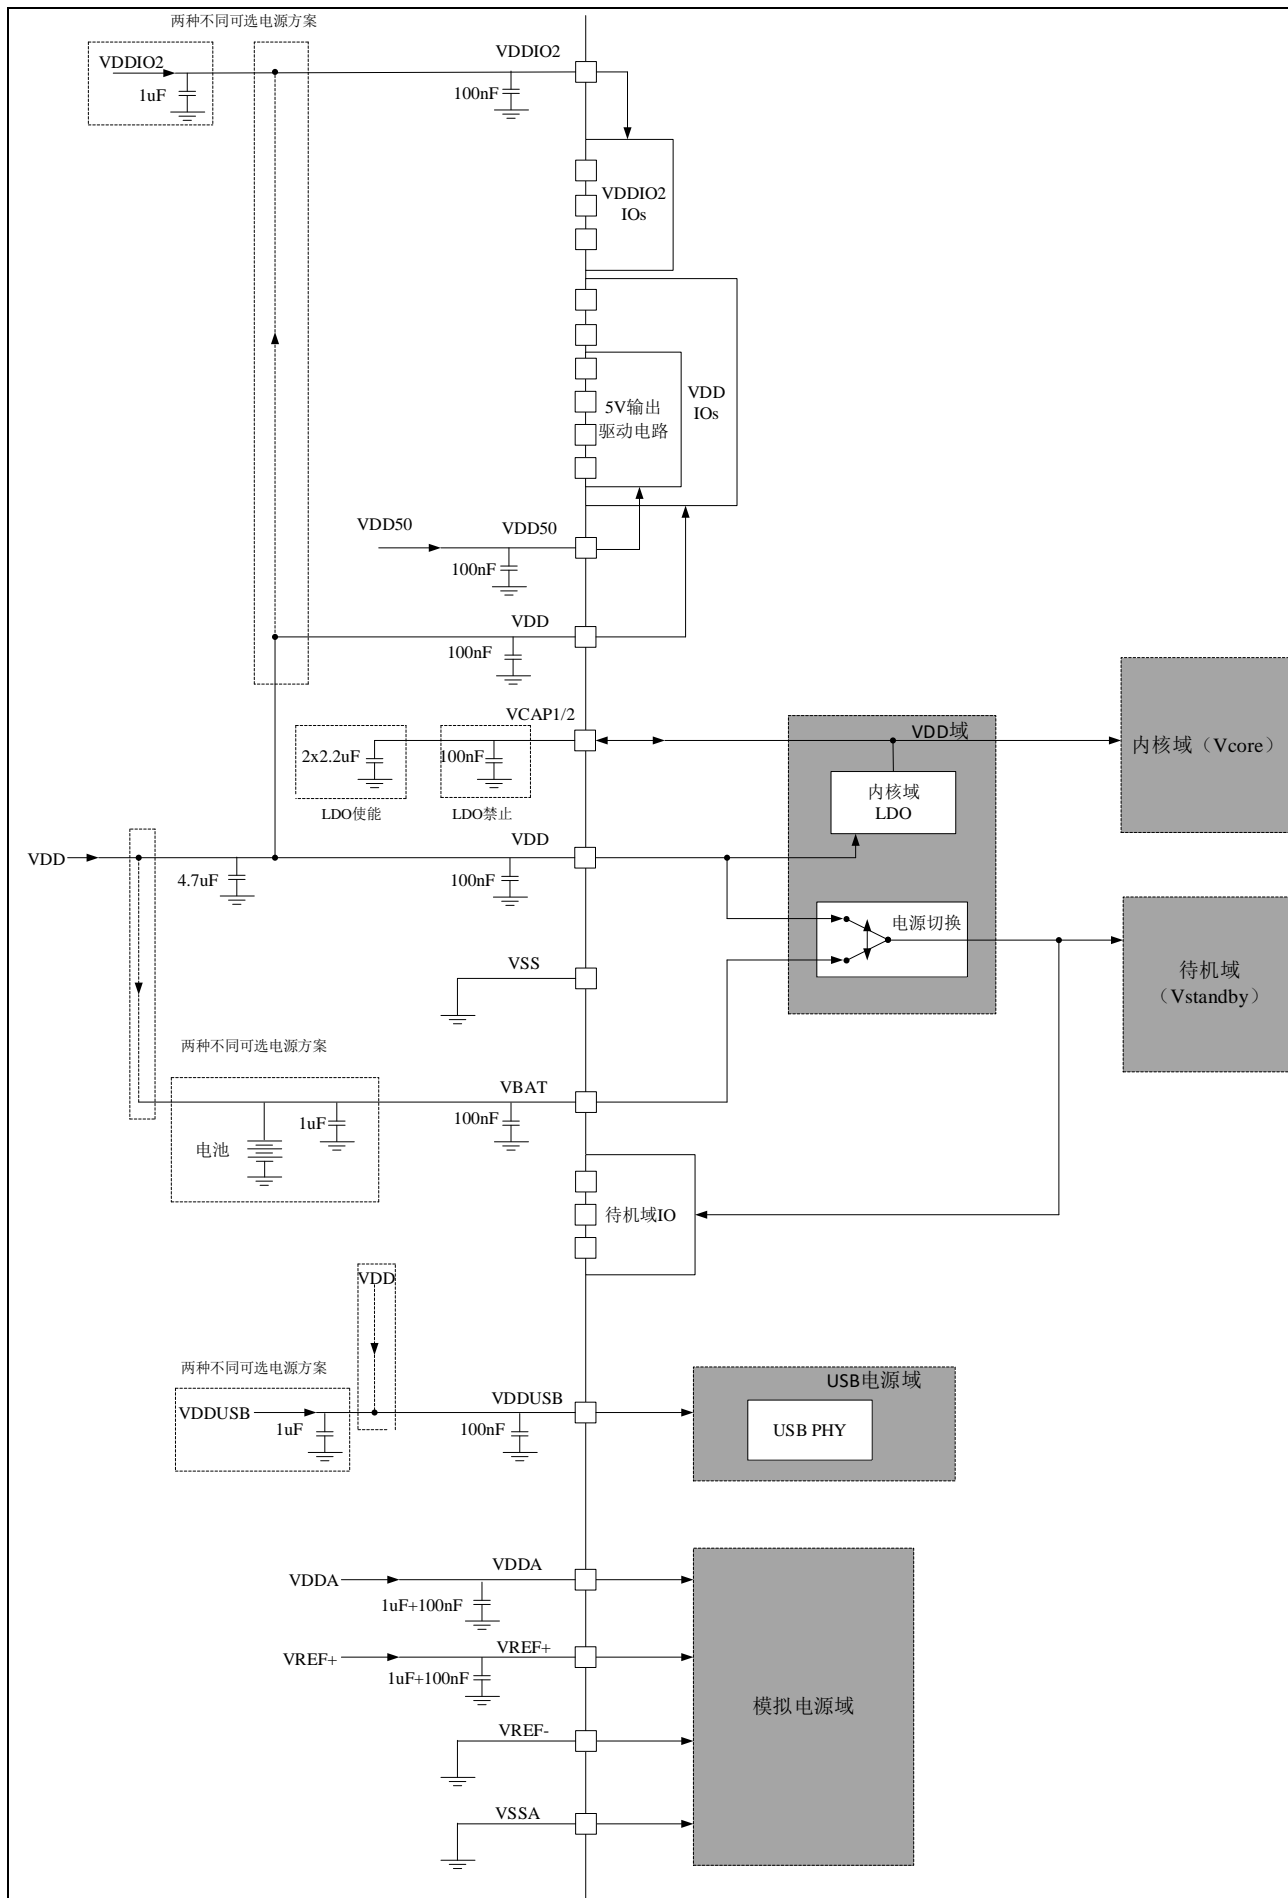 两种不同可选电源方案
VDDIO2
VDDIO2
1uF
100nF
VDDIO2
IOs
VDD
IOs
5V输出
驱动电路
VDD50
VDD50
100nF
VDD
100nF
VCAP1/2
VDD域
2x2.2uF
100nF
内核域（Vcore）
内核域
LDO
LDO使能
LDO禁止
VDD
VDD
4.7uF
100nF
电源切换
VSS
待机域
（Vstandby）
两种不同可选电源方案
VBAT
1uF
100nF
电池
待机域IO
VDD
两种不同可选电源方案
USB电源域
VDDUSB
VDDUSB
1uF
100nF
USB PHY
VDDA
VDDA
1uF+100nF
VREF+
VREF+
1uF+100nF
模拟电源域
VREF-
VSSA